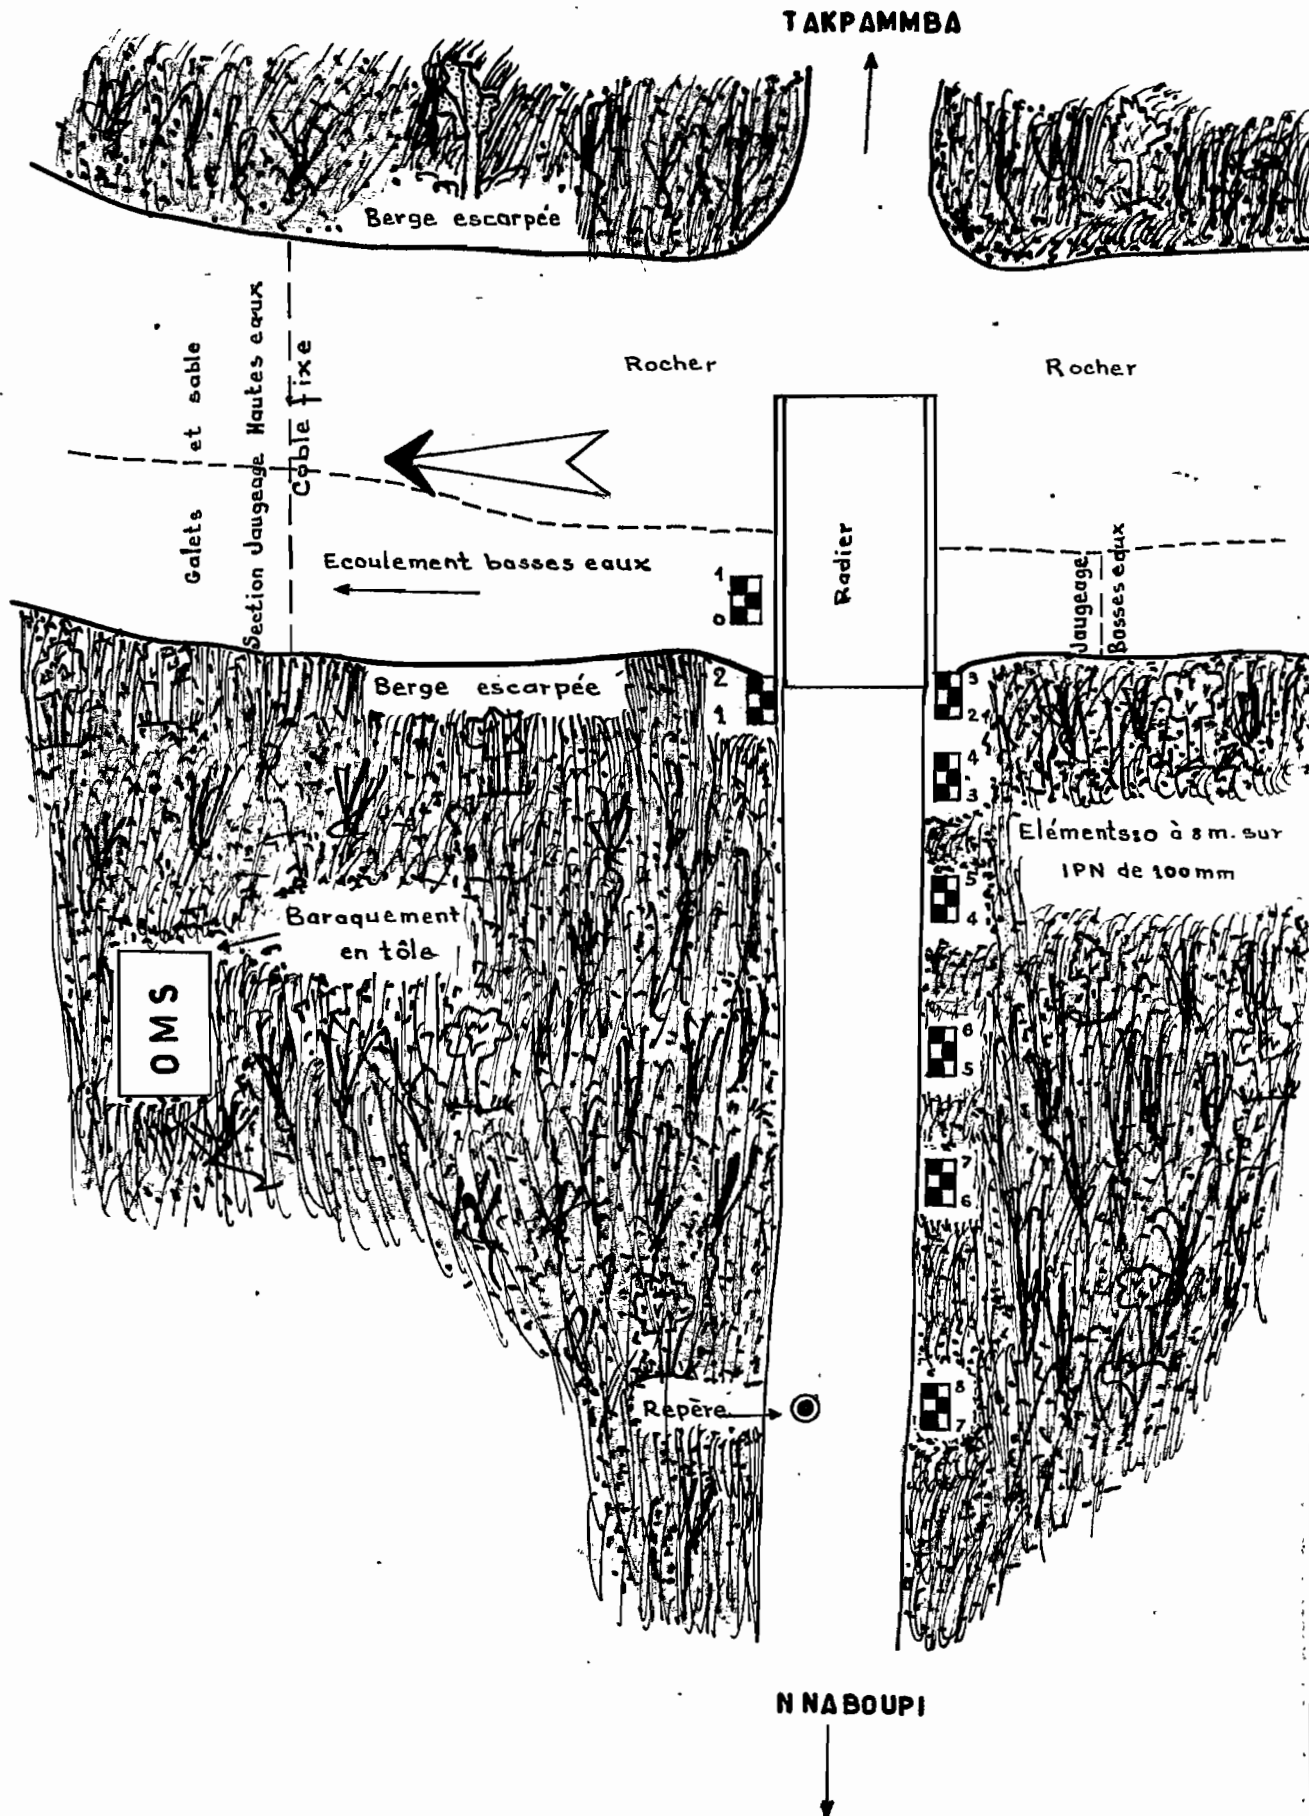 TAKPAMMBA
Berge escarpée
Galets et sable
Section Jaugeage Hautes eaux
Cable fixe
Rocher
Rocher
Radier
Ecoulement basses eaux
1
0
Jaugeage
Basses eaux
Berge escarpée
2
1
3
2
4
3
Eléments 0 à 8 m. sur
IPN de 100 mm
5
4
Baraquement
en tôle
OMS
6
5
7
6
Repère
8
7
NNABOUPI